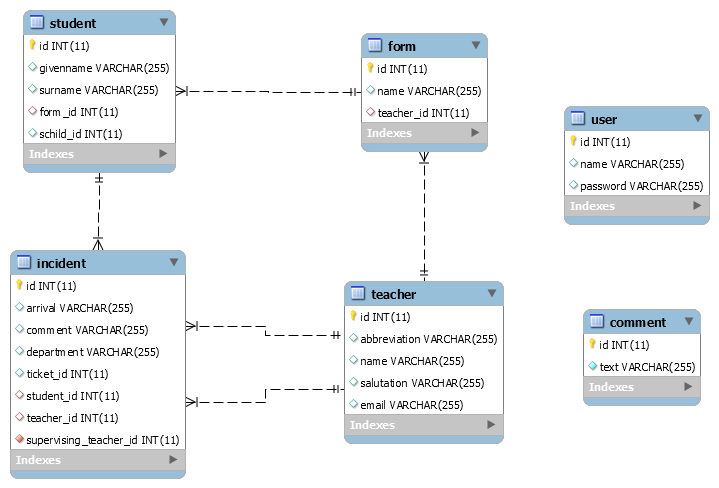 student
id INT(11)
givenname VARCHAR(255)
surname VARCHAR(255)
form_id INT(11)
schild_id INT(11)
Indexes
form
id INT(11)
name VARCHAR(255)
teacher_id INT(11)
Indexes
user
id INT(11)
name VARCHAR(255)
password VARCHAR(255)
Indexes
incident
id INT(11)
arrival VARCHAR(255)
comment VARCHAR(255)
department VARCHAR(255)
ticket_id INT(11)
student_id INT(11)
teacher_id INT(11)
supervising_teacher_id INT(11)
Indexes
teacher
id INT(11)
abbreviation VARCHAR(255)
name VARCHAR(255)
salutation VARCHAR(255)
email VARCHAR(255)
Indexes
comment
id INT(11)
text VARCHAR(255)
Indexes